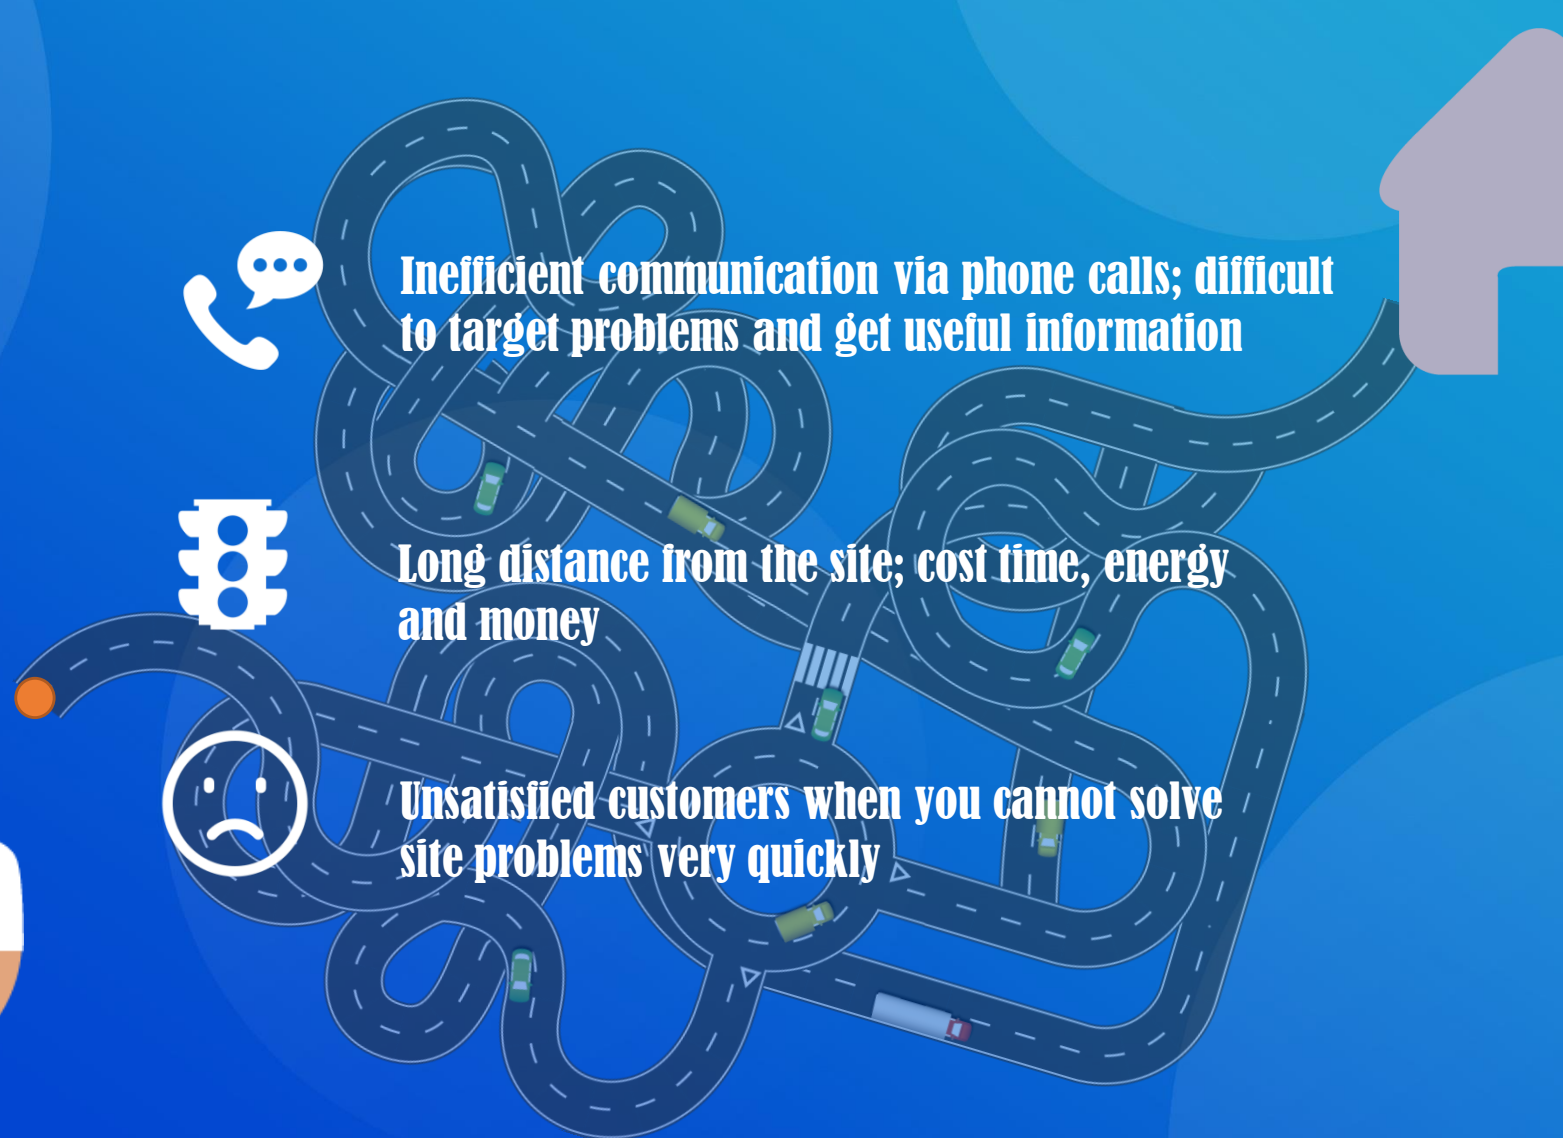 Inefficient communication via phone calls; difficult
to target problems and get useful information
Long distance from the site; cost time, energy
and money
Unsatisfied customers when you cannot solve
site problems very quickly